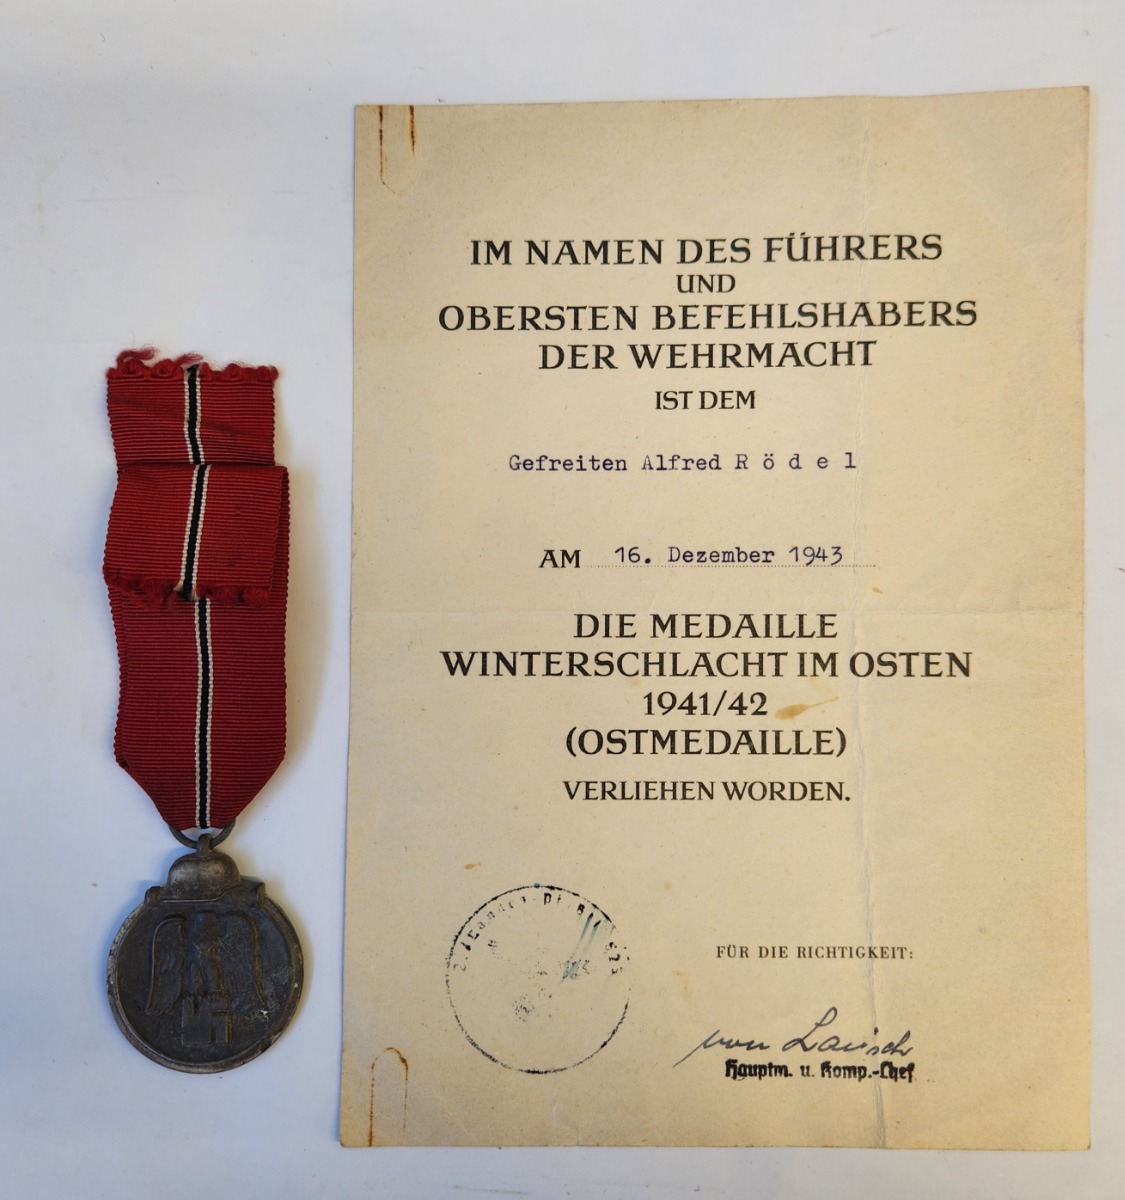 IM NAMEN DES FÜHRERS
UND
OBERSTEN BEFEHLSHABERS
DER WEHRMACHT
IST DEM
Gefreiten Alfred R ö d e l
AM 16. Dezember 1943
DIE MEDAILLE
WINTERSCHLACHT IM OSTEN
1941/42
(OSTMEDAILLE)
VERLIEHEN WORDEN.
FÜR DIE RICHTIGKEIT:
von
Hauptm. u. Komp.-Chef